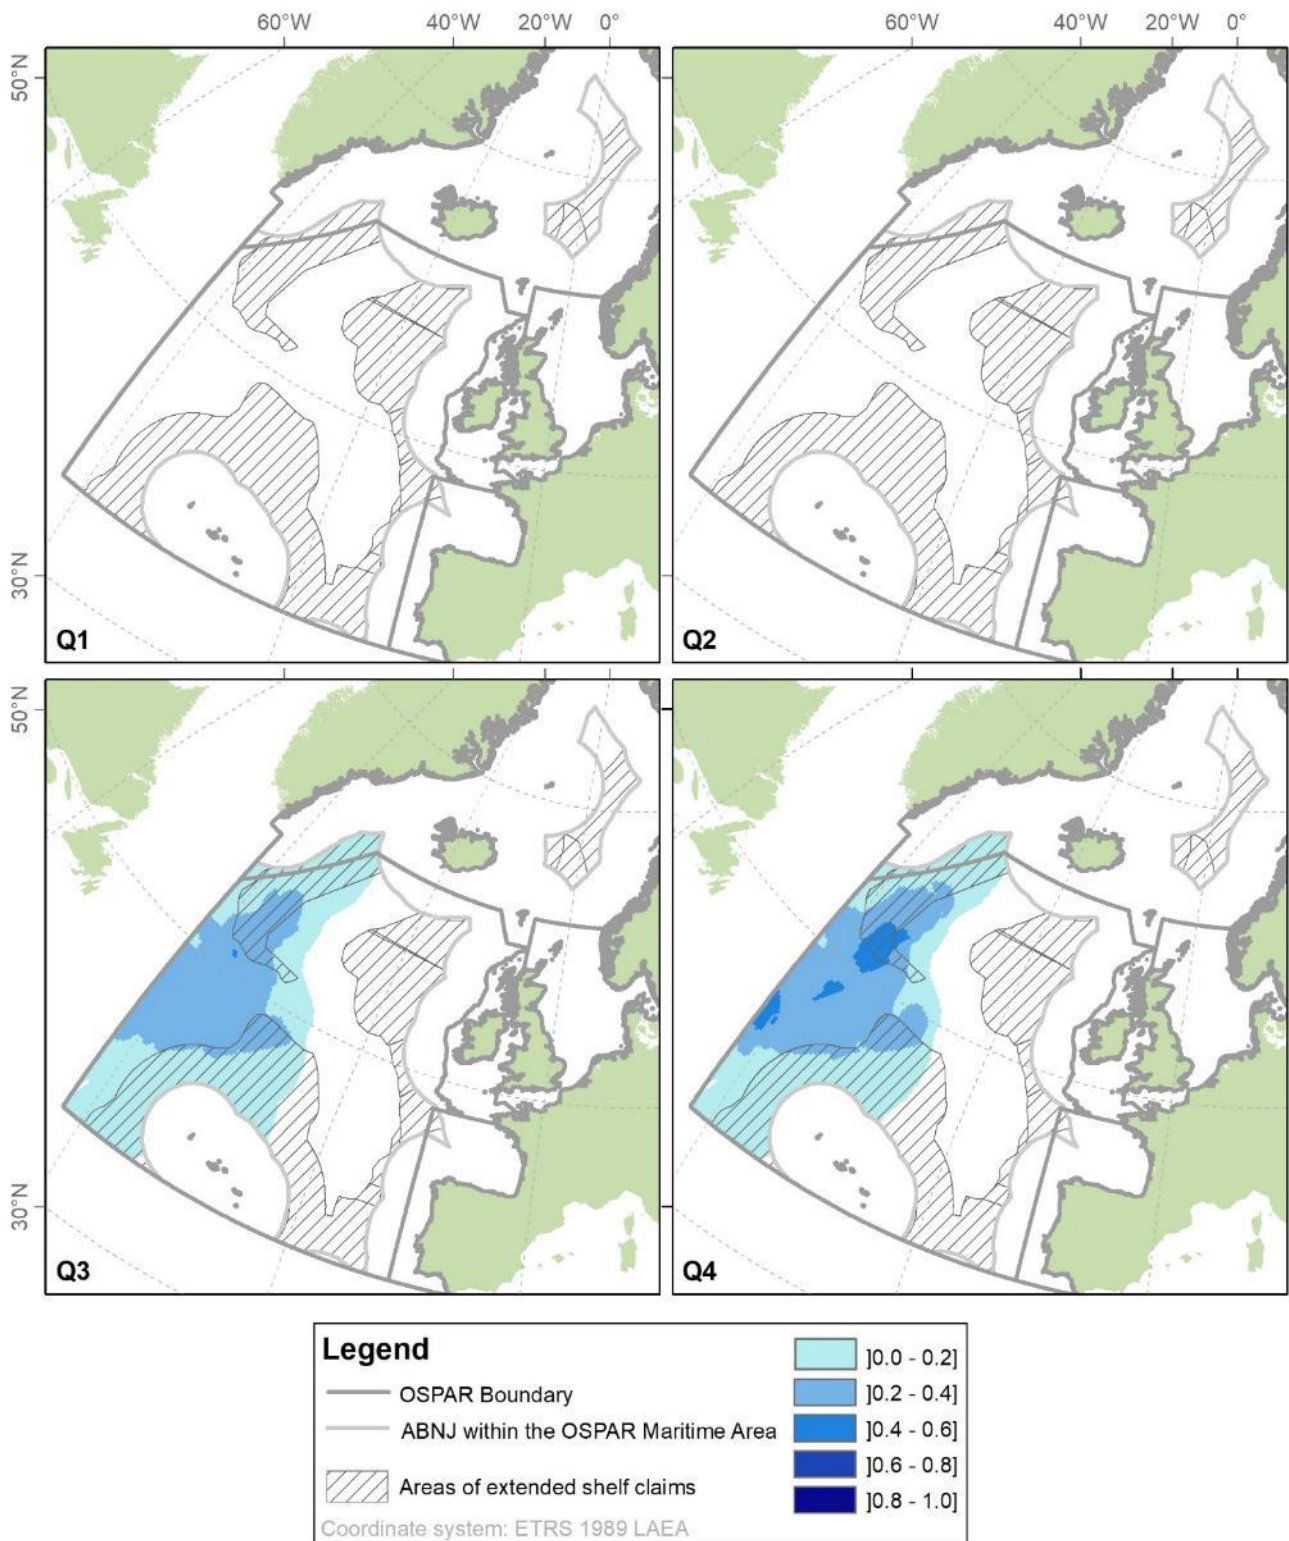 60°W 40°W 20°W 0° 60°W 40°W 20°W 0°
50°N
30°N
Q1 Q2
50°N
30°N
Q3 Q4
Legend
OSPAR Boundary
ABNJ within the OSPAR Maritime Area
Areas of extended shelf claims
Coordinate system: ETRS 1989 LAEA
]0.0 - 0.2]
]0.2 - 0.4]
]0.4 - 0.6]
]0.6 - 0.8]
]0.8 - 1.0]